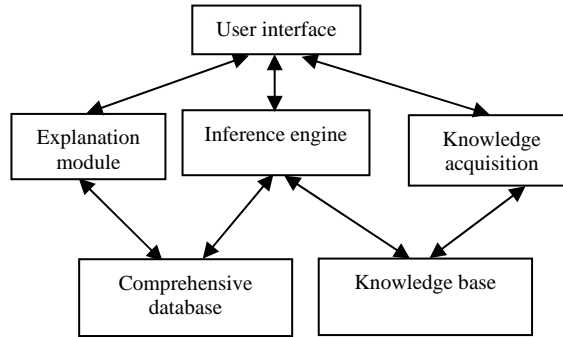 User interface
Explanation
module
Inference engine
Knowledge
acquisition
Comprehensive
database
Knowledge base